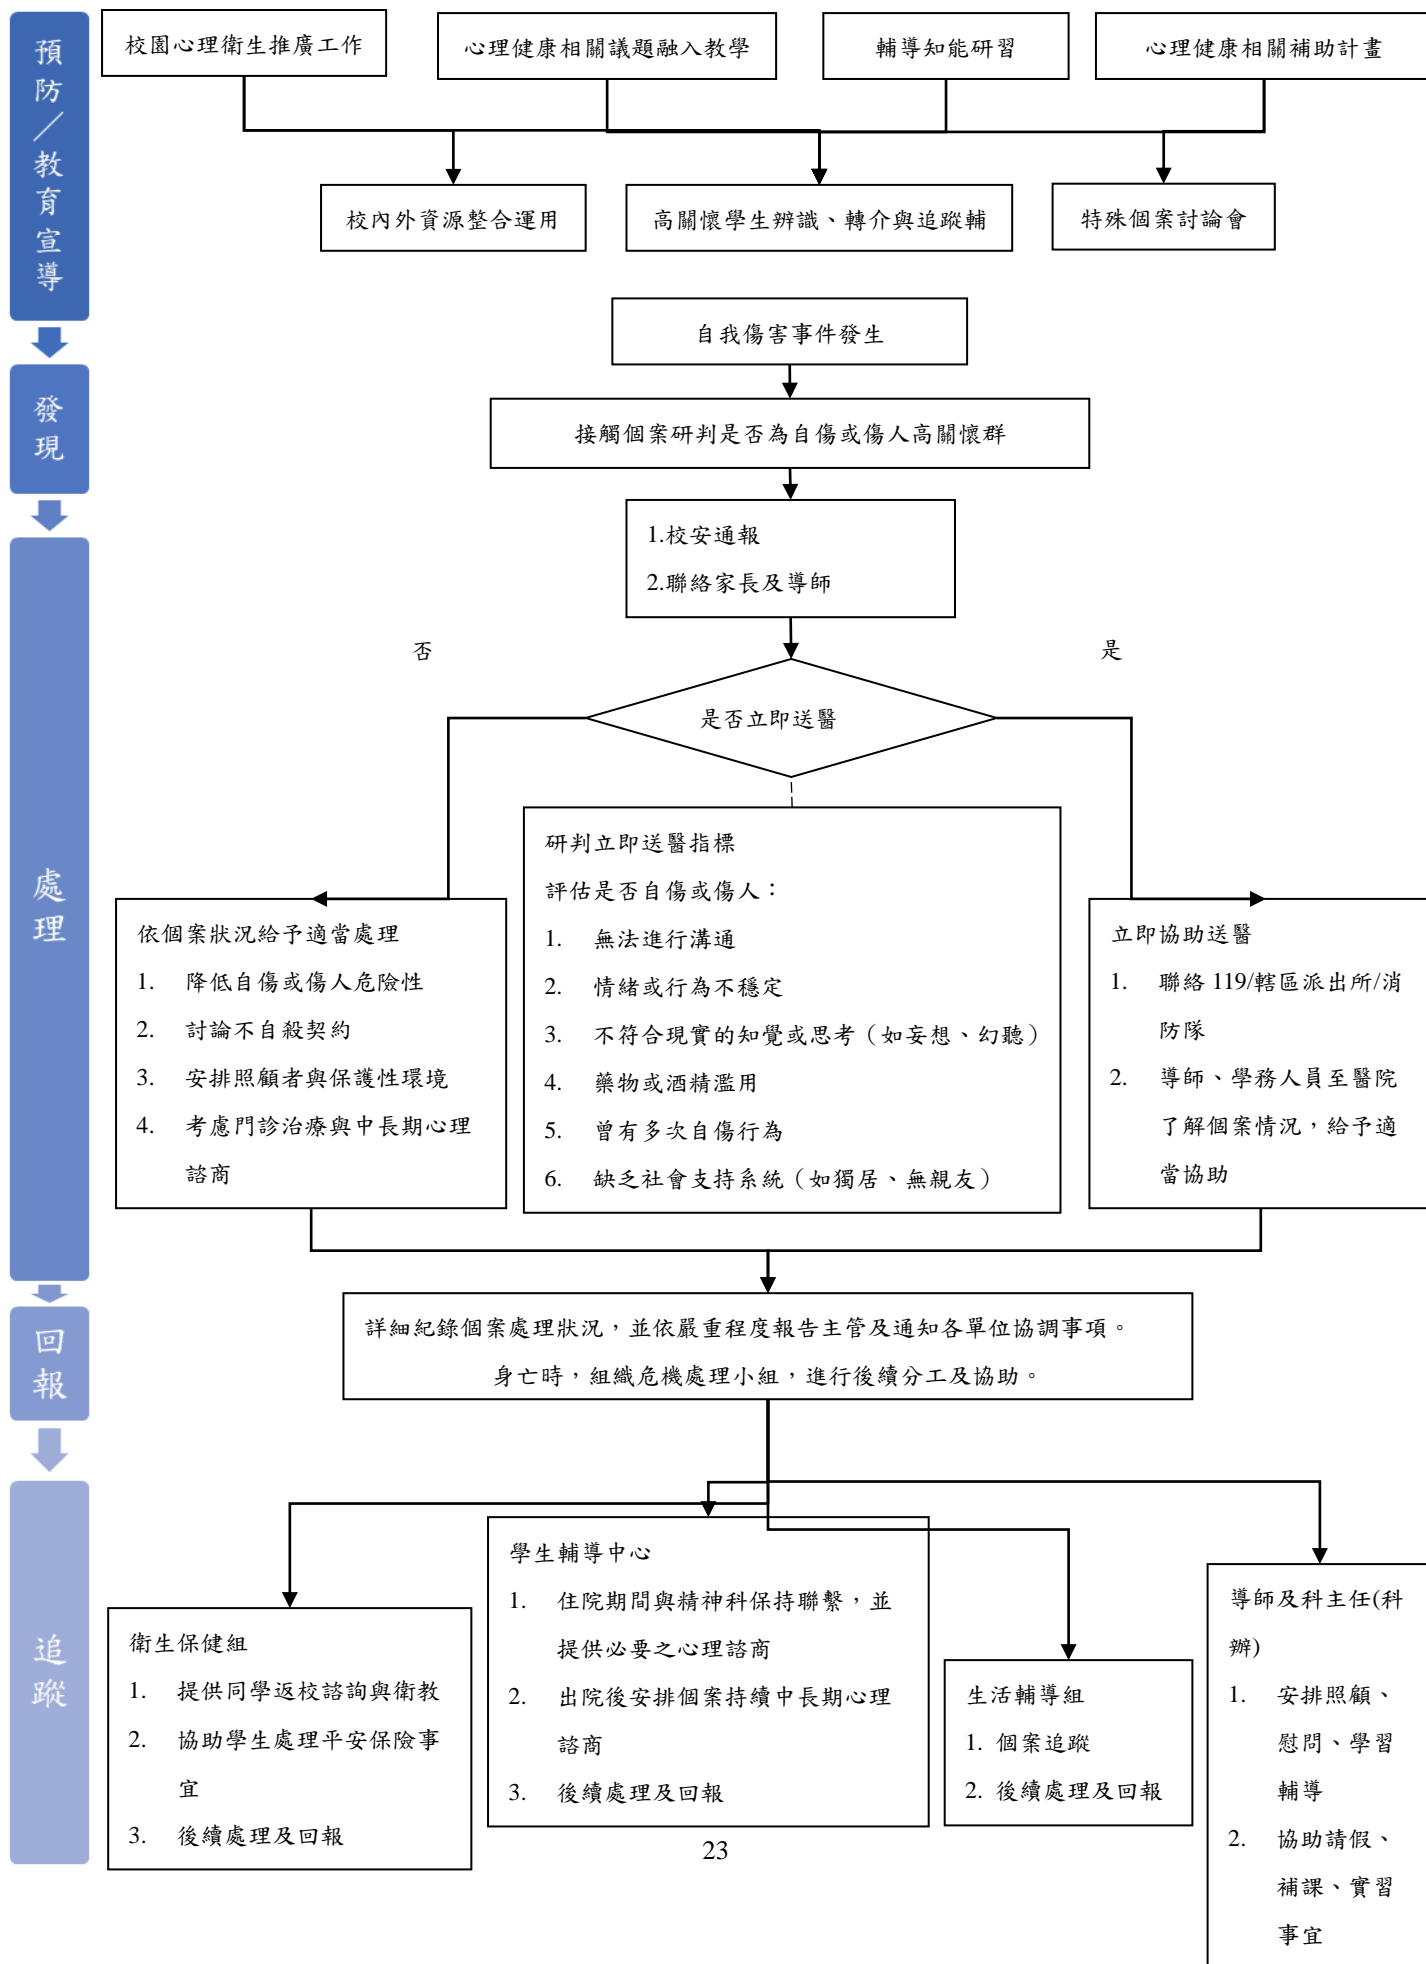 預防／教育宣導
校園心理衛生推廣工作
心理健康相關議題融入教學
輔導知能研習
心理健康相關補助計畫
校內外資源整合運用
高關懷學生辨識、轉介與追蹤輔
特殊個案討論會
自我傷害事件發生
發現
接觸個案研判是否為自傷或傷人高關懷群
處理
1.校安通報
2.聯絡家長及導師
否
是
是否立即送醫
依個案狀況給予適當處理
1. 降低自傷或傷人危險性
2. 討論不自殺契約
3. 安排照顧者與保護性環境
4. 考慮門診治療與中長期心理
諮商
研判立即送醫指標
評估是否自傷或傷人：
1. 無法進行溝通
2. 情緒或行為不穩定
3. 不符合現實的知覺或思考（如妄想、幻聽）
4. 藥物或酒精濫用
5. 曾有多次自傷行為
6. 缺乏社會支持系統（如獨居、無親友）
立即協助送醫
1. 聯絡 119/轄區派出所/消
防隊
2. 導師、學務人員至醫院
了解個案情況，給予適
當協助
回報
詳細紀錄個案處理狀況，並依嚴重程度報告主管及通知各單位協調事項。
身亡時，組織危機處理小組，進行後續分工及協助。
追蹤
衛生保健組
1. 提供同學返校諮詢與衛教
2. 協助學生處理平安保險事
宜
3. 後續處理及回報
學生輔導中心
1. 住院期間與精神科保持聯繫，並
提供必要之心理諮商
2. 出院後安排個案持續中長期心理
諮商
3. 後續處理及回報
生活輔導組
1. 個案追蹤
2. 後續處理及回報
導師及科主任(科
辦)
1. 安排照顧、
慰問、學習
輔導
2. 協助請假、
補課、實習
事宜
23